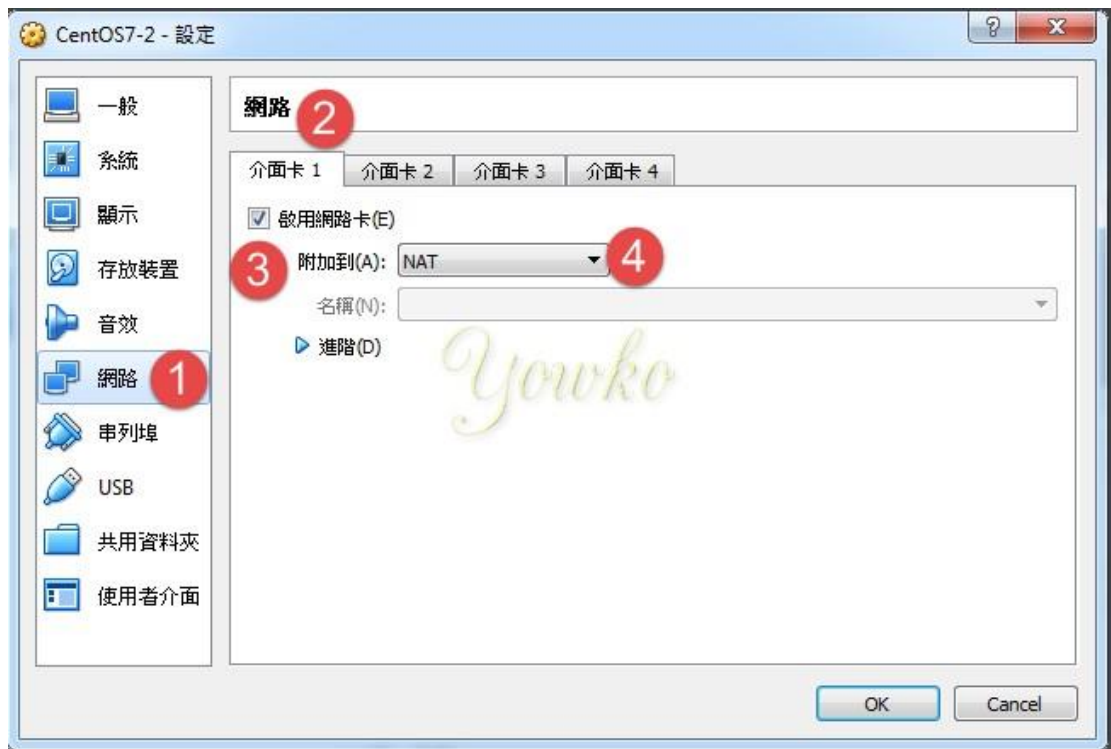 CentOS7-2 - 設定
一般
系統
顯示
存放裝置
音效
網路 1
串列埠
USB
共用資料夾
使用者介面
網路 2
介面卡 1 介面卡 2 介面卡 3 介面卡 4
啟用網路卡(E)
3 附加到(A): NAT 4
名稱(N):
進階(D)
Yowko
OK Cancel